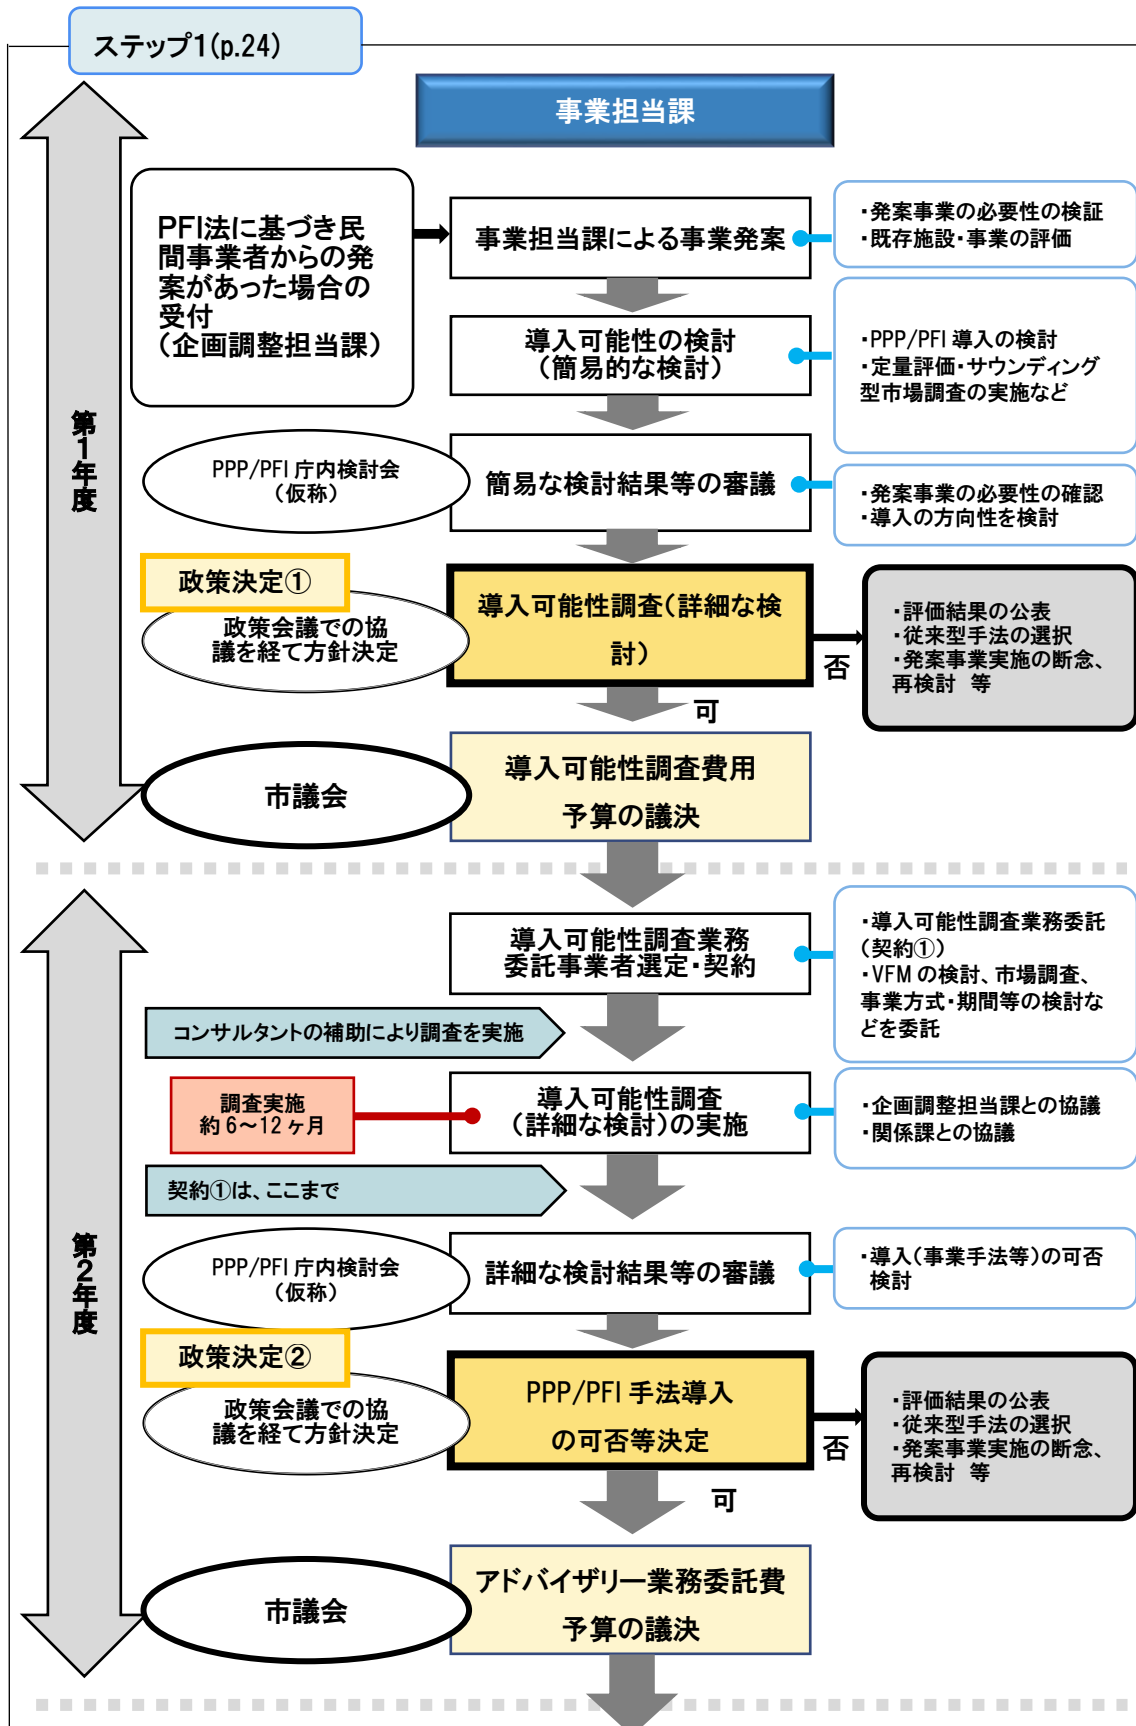 ステップ1(p.24)
事業担当課
第1年度
PFI法に基づき民
間事業者からの発
案があった場合の
受付
(企画調整担当課)
事業担当課による事業発案
・発案事業の必要性の検証
・既存施設・事業の評価
導入可能性の検討
(簡易的な検討)
・PPP/PFI 導入の検討
・定量評価・サウンディング
型市場調査の実施など
PPP/PFI 庁内検討会
(仮称)
簡易な検討結果等の審議
・発案事業の必要性の確認
・導入の方向性を検討
政策決定①
政策会議での協
議を経て方針決定
導入可能性調査(詳細な検
討)
否
・評価結果の公表
・従来型手法の選択
・発案事業実施の断念、
再検討 等
可
市議会
導入可能性調査費用
予算の議決
第2年度
導入可能性調査業務
委託事業者選定・契約
・導入可能性調査業務委託
(契約①)
・VFM の検討、市場調査、
事業方式・期間等の検討な
どを委託
コンサルタントの補助により調査を実施
調査実施
約 6～12 ヶ月
導入可能性調査
(詳細な検討)の実施
・企画調整担当課との協議
・関係課との協議
契約①は、ここまで
PPP/PFI 庁内検討会
(仮称)
詳細な検討結果等の審議
・導入(事業手法等)の可否
検討
政策決定②
政策会議での協
議を経て方針決定
PPP/PFI 手法導入
の可否等決定
否
・評価結果の公表
・従来型手法の選択
・発案事業実施の断念、
再検討 等
可
市議会
アドバイザリー業務委託費
予算の議決